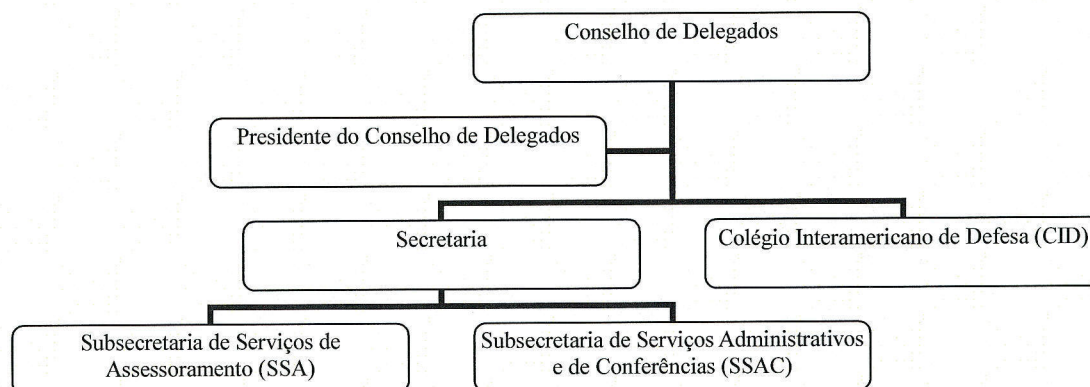 Conselho de Delegados
Presidente do Conselho de Delegados
Secretaria
Colégio Interamericano de Defesa (CID)
Subsecretaria de Serviços de
Assessoramento (SSA)
Subsecretaria de Serviços Administrativos
e de Conferências (SSAC)